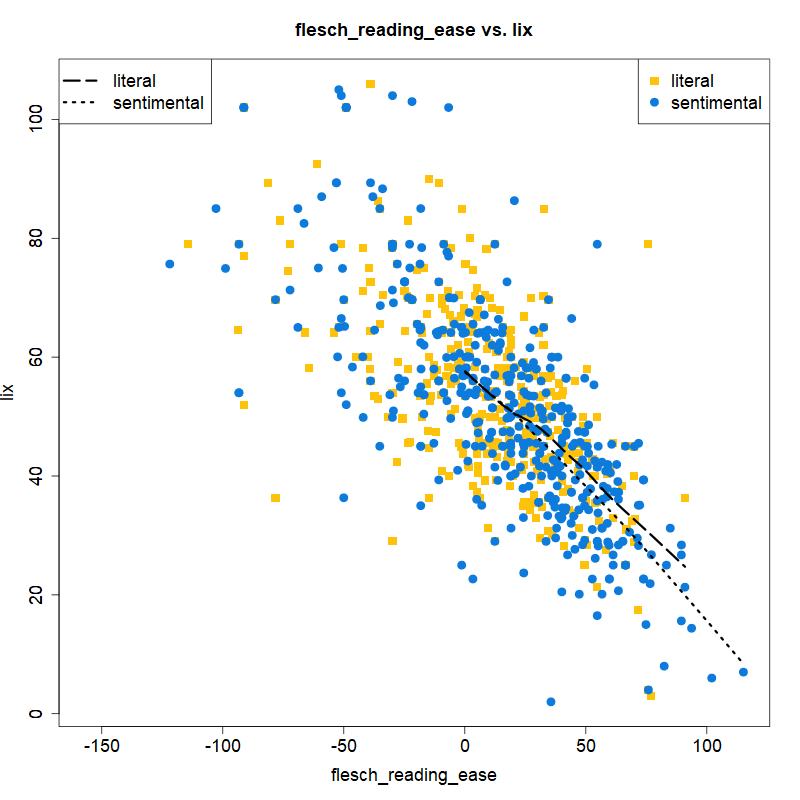 flesch_reading_ease vs. lix
literal
sentimental
literal
sentimental
lix
0
20
40
60
80
100
-150
-100
-50
0
50
100
flesch_reading_ease